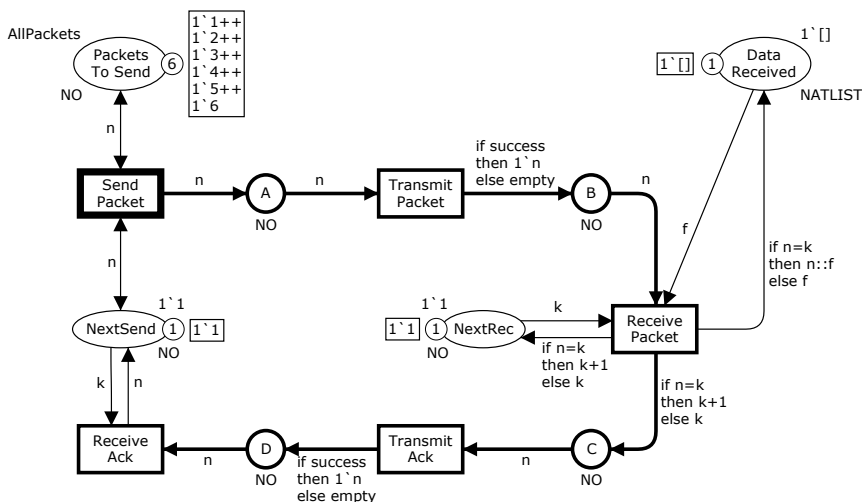 AllPackets
Packets
To Send
6
1`1++
1`2++
1`3++
1`4++
1`5++
1`6
NO
1`[]
1`[]
1
Data
Received
NATLIST
n
Send
Packet
n
A
NO
n
Transmit
Packet
if success
then 1`n
else empty
B
NO
n
f
if n=k
then n::f
else f
n
1`1
NextSend
1
1`1
NO
1`1
1`1
1
NextRec
NO
k
if n=k
then k+1
else k
Receive
Packet
k
n
if n=k
then k+1
else k
Receive
Ack
n
D
NO
if success
then 1`n
else empty
Transmit
Ack
n
C
NO